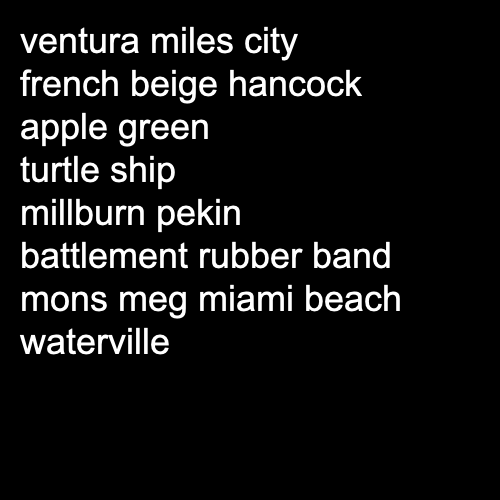 ventura miles city
french beige hancock
apple green
turtle ship
millburn pekin
battlement rubber band
mons meg miami beach
waterville